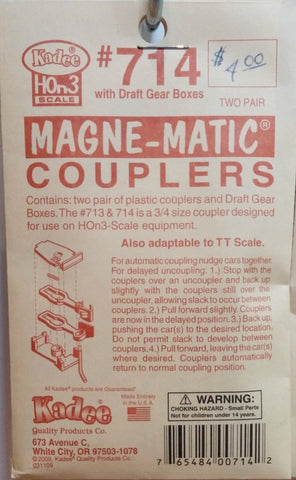 Kadee®
HOn3
SCALE
#714
with Draft Gear Boxes
$4.00
TWO PAIR
MAGNE-MATIC®
COUPLERS
Contains: two pair of plastic couplers and Draft Gear
Boxes. The #713 & 714 is a 3/4 size coupler designed
for use on HOn3-Scale equipment.
Also adaptable to TT Scale.
For automatic coupling nudge cars together.
For delayed uncoupling: 1.) Stop with the
couplers over an uncoupler and back up
slightly with the couplers still over the
uncoupler, allowing slack to occur between
couplers. 2.) Pull forward slightly. Couplers
are now in the delayed position. 3.) Back up,
pushing the car(s) to the desired location.
Do not permit slack to develop between
couplers. 4.) Pull forward, leaving the car(s)
where desired. Couplers automatically
return to normal coupling position.
All Kadee® products are Guaranteed®
Kadee®
Quality Products Co.
Made Entirely
in the U.S.A.
673 Avenue C,
White City, OR 97503-1078
©2009, Kadee® Quality Products Co.
031109
WARNING:
CHOKING HAZARD - Small Parts
Not for children under 14 years.
7 65484 00714 2